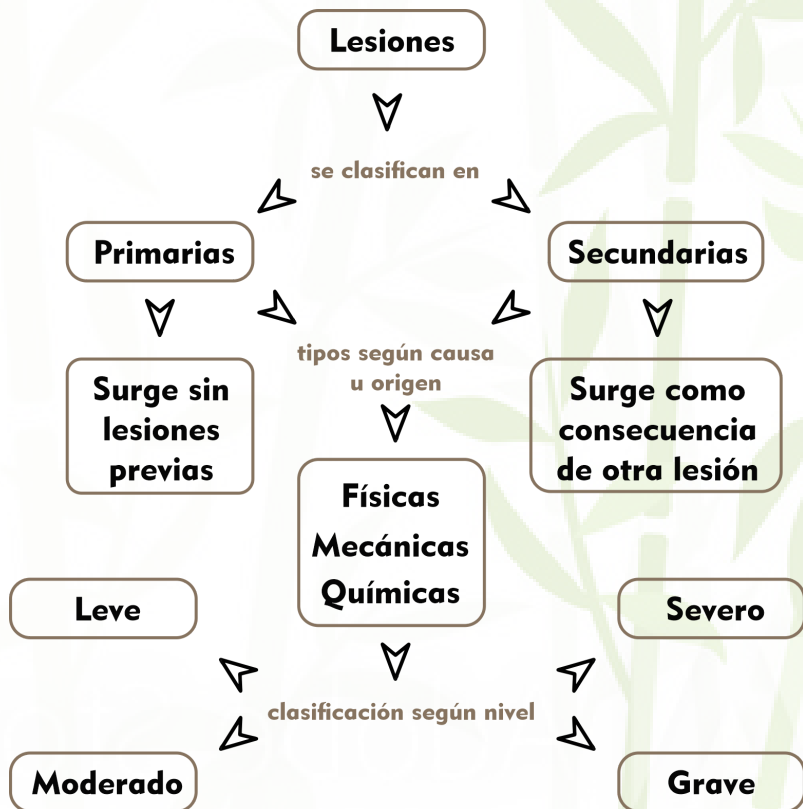 Lesiones
se clasifican en
Primarias
Secundarias
tipos según causa
u origen
Surge sin
lesiones
previas
Surge como
consecuencia
de otra lesión
Físicas
Mecánicas
Químicas
Leve
Severo
clasificación según nivel
Moderado
Grave